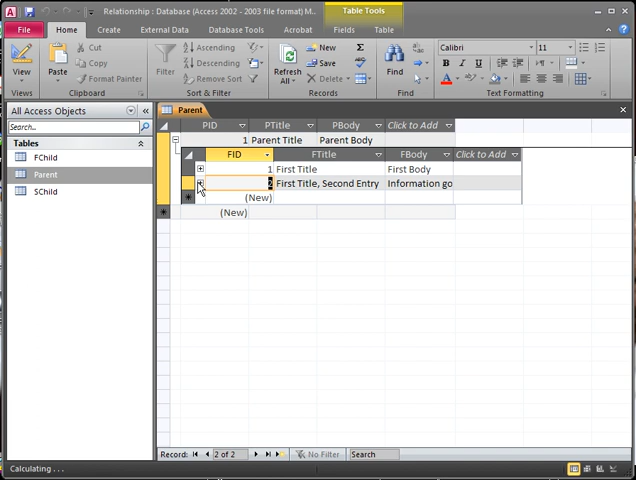 Relationship : Database (Access 2002 - 2003 file format) M...
Table Tools
File
Home
Create
External Data
Database Tools
Acrobat
Fields
Table
View
Views
Paste
Cut
Copy
Format Painter
Clipboard
Filter
Ascending
Descending
Remove Sort
Sort & Filter
Refresh
All
New
Save
Delete
Records
Find
Find
Calibri
11
B I U
A
Text Formatting
All Access Objects
Search...
Tables
FChild
Parent
SChild
Parent
PID PTitle PBody Click to Add
1 Parent Title Parent Body
FID FTitle FBody Click to Add
1 First Title First Body
2 First Title, Second Entry Information go
(New)
(New)
Record: 2 of 2 No Filter Search
Calculating . . .